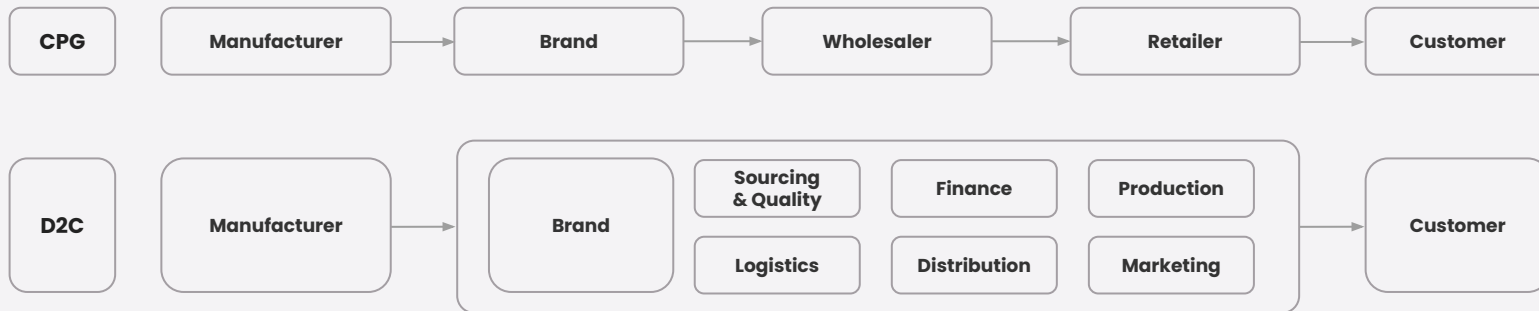 CPG
Manufacturer
Brand
Wholesaler
Retailer
Customer
D2C
Manufacturer
Brand
Sourcing
& Quality
Finance
Production
Logistics
Distribution
Marketing
Customer